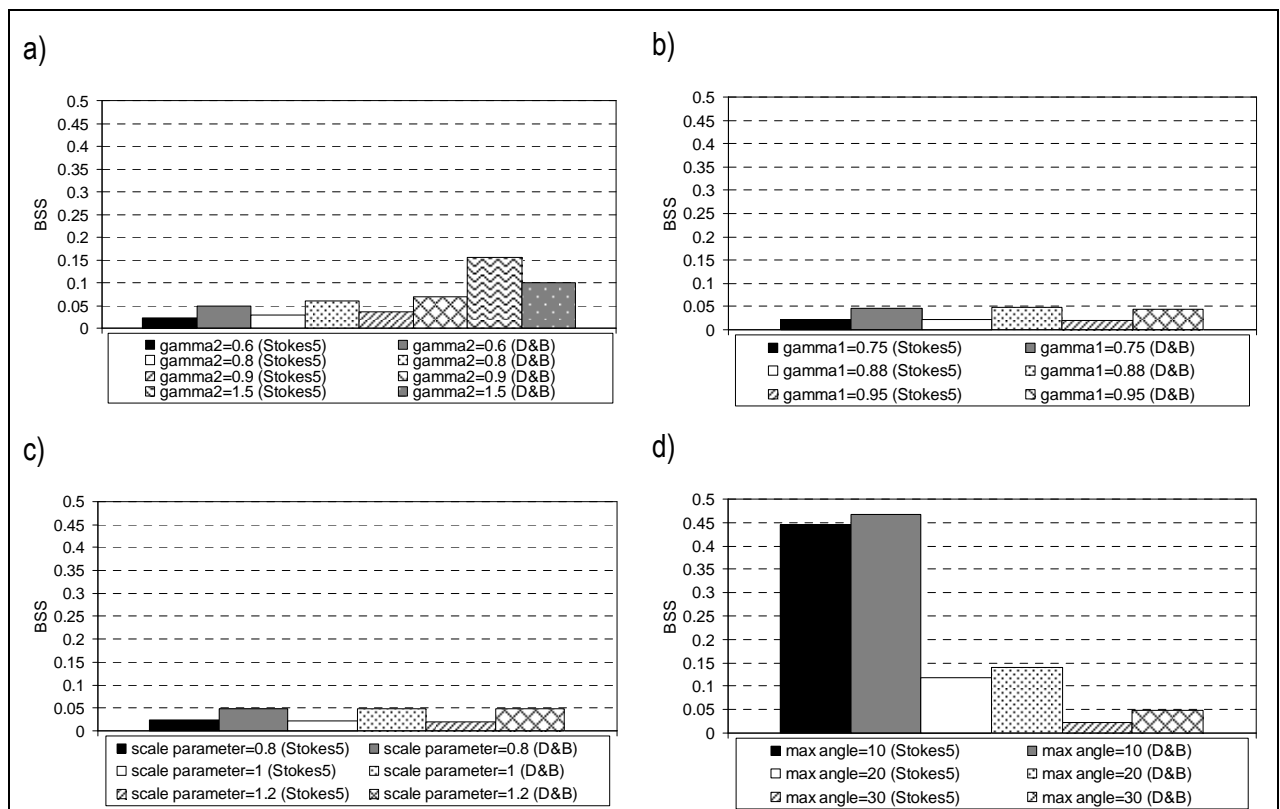 a)
0.5
0.45
0.4
0.35
0.3
0.25
0.2
0.15
0.1
0.05
0
BSS
gamma2=0.6 (Stokes5) gamma2=0.6 (D&B)
gamma2=0.8 (Stokes5) gamma2=0.8 (D&B)
gamma2=0.9 (Stokes5) gamma2=0.9 (D&B)
gamma2=1.5 (Stokes5) gamma2=1.5 (D&B)
b)
0.5
0.45
0.4
0.35
0.3
0.25
0.2
0.15
0.1
0.05
0
BSS
gamma1=0.75 (Stokes5) gamma1=0.75 (D&B)
gamma1=0.88 (Stokes5) gamma1=0.88 (D&B)
gamma1=0.95 (Stokes5) gamma1=0.95 (D&B)
c)
0.5
0.45
0.4
0.35
0.3
0.25
0.2
0.15
0.1
0.05
0
BSS
scale parameter=0.8 (Stokes5) scale parameter=0.8 (D&B)
scale parameter=1 (Stokes5) scale parameter=1 (D&B)
scale parameter=1.2 (Stokes5) scale parameter=1.2 (D&B)
d)
0.5
0.45
0.4
0.35
0.3
0.25
0.2
0.15
0.1
0.05
0
BSS
max angle=10 (Stokes5) max angle=10 (D&B)
max angle=20 (Stokes5) max angle=20 (D&B)
max angle=30 (Stokes5) max angle=30 (D&B)